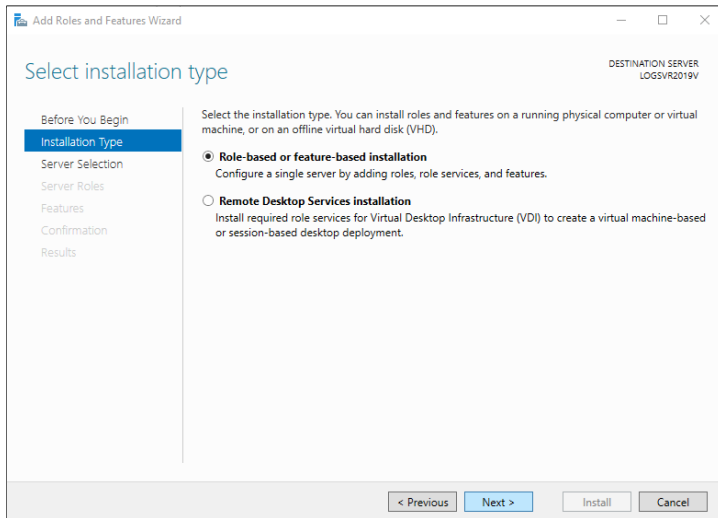 Add Roles and Features Wizard
Select installation type
DESTINATION SERVER
LOGSVR2019V
Before You Begin
Installation Type
Server Selection
Server Roles
Features
Confirmation
Results
Select the installation type. You can install roles and features on a running physical computer or virtual
machine, or on an offline virtual hard disk (VHD).
Role-based or feature-based installation
Configure a single server by adding roles, role services, and features.
Remote Desktop Services installation
Install required role services for Virtual Desktop Infrastructure (VDI) to create a virtual machine-based
or session-based desktop deployment.
< Previous
Next >
Install
Cancel